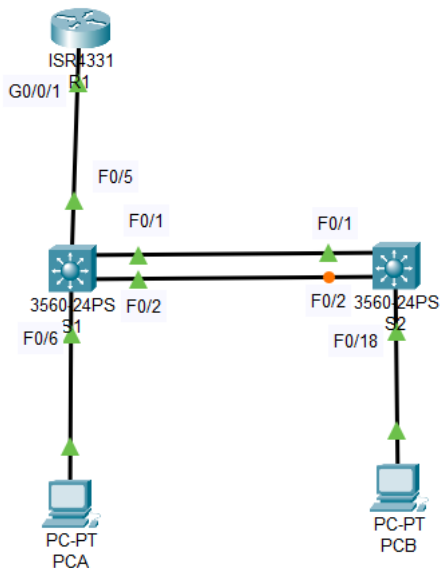 ISR4331
R1
G0/0/1
F0/5
F0/1
F0/1
F0/2
F0/2
3560-24PS
S1
3560-24PS
S2
F0/6
F0/18
PC-PT
PCA
PC-PT
PCB